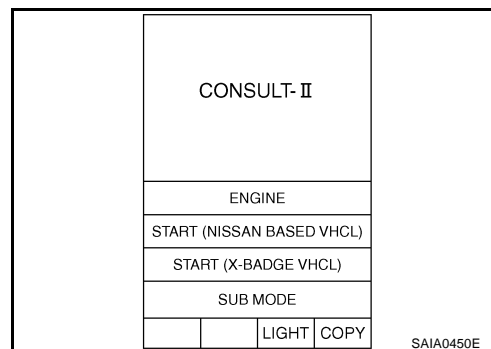 CONSULT-II
ENGINE
START (NISSAN BASED VHCL)
START (X-BADGE VHCL)
SUB MODE
LIGHT COPY
SAIA0450E